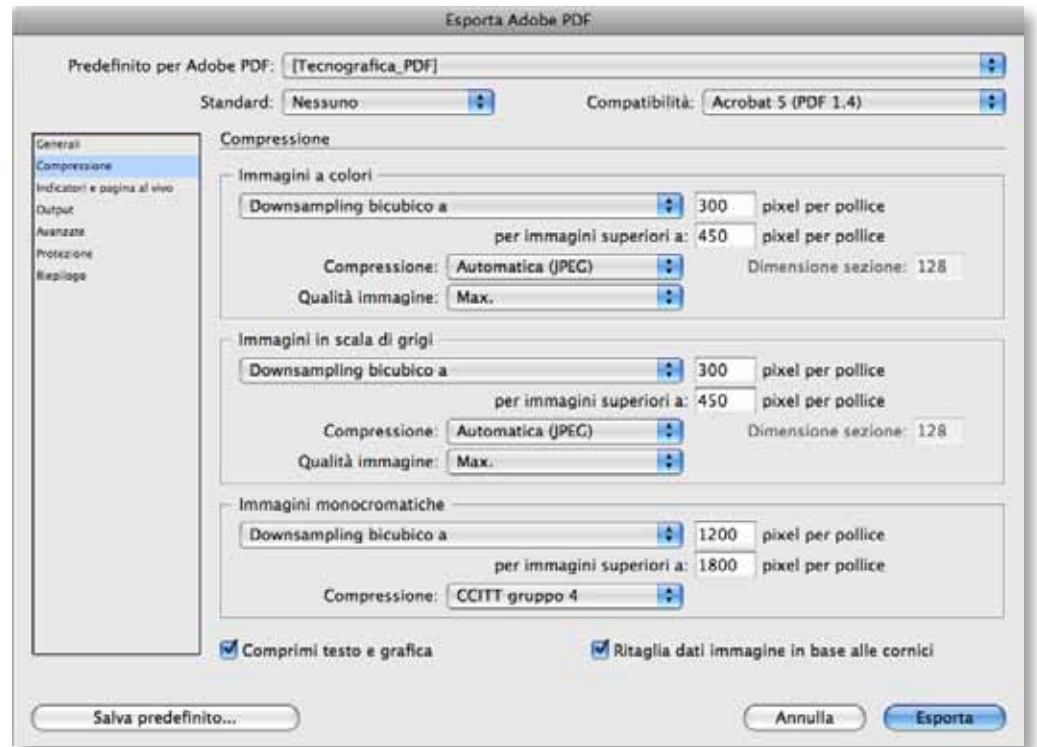 Esporta Adobe PDF
Predefinito per Adobe PDF: [Tecnografica_PDF]
Standard: Nessuno Compatibilità: Acrobat 5 (PDF 1.4)
Generali
Compressione
Indicatori e pagina al vivo
Output
Avanzate
Protezione
Riepilogo
Compressione
Immagini a colori
Downsampling bicubico a 300 pixel per pollice
per immagini superiori a: 450 pixel per pollice
Compressione: Automatica (JPEG) Dimensione sezione: 128
Qualità immagine: Max.
Immagini in scala di grigi
Downsampling bicubico a 300 pixel per pollice
per immagini superiori a: 450 pixel per pollice
Compressione: Automatica (JPEG) Dimensione sezione: 128
Qualità immagine: Max.
Immagini monocromatiche
Downsampling bicubico a 1200 pixel per pollice
per immagini superiori a: 1800 pixel per pollice
Compressione: CCITT gruppo 4
Comprimi testo e grafica Ritaglia dati immagine in base alle cornici
Salva predefinito... Annulla Esporta